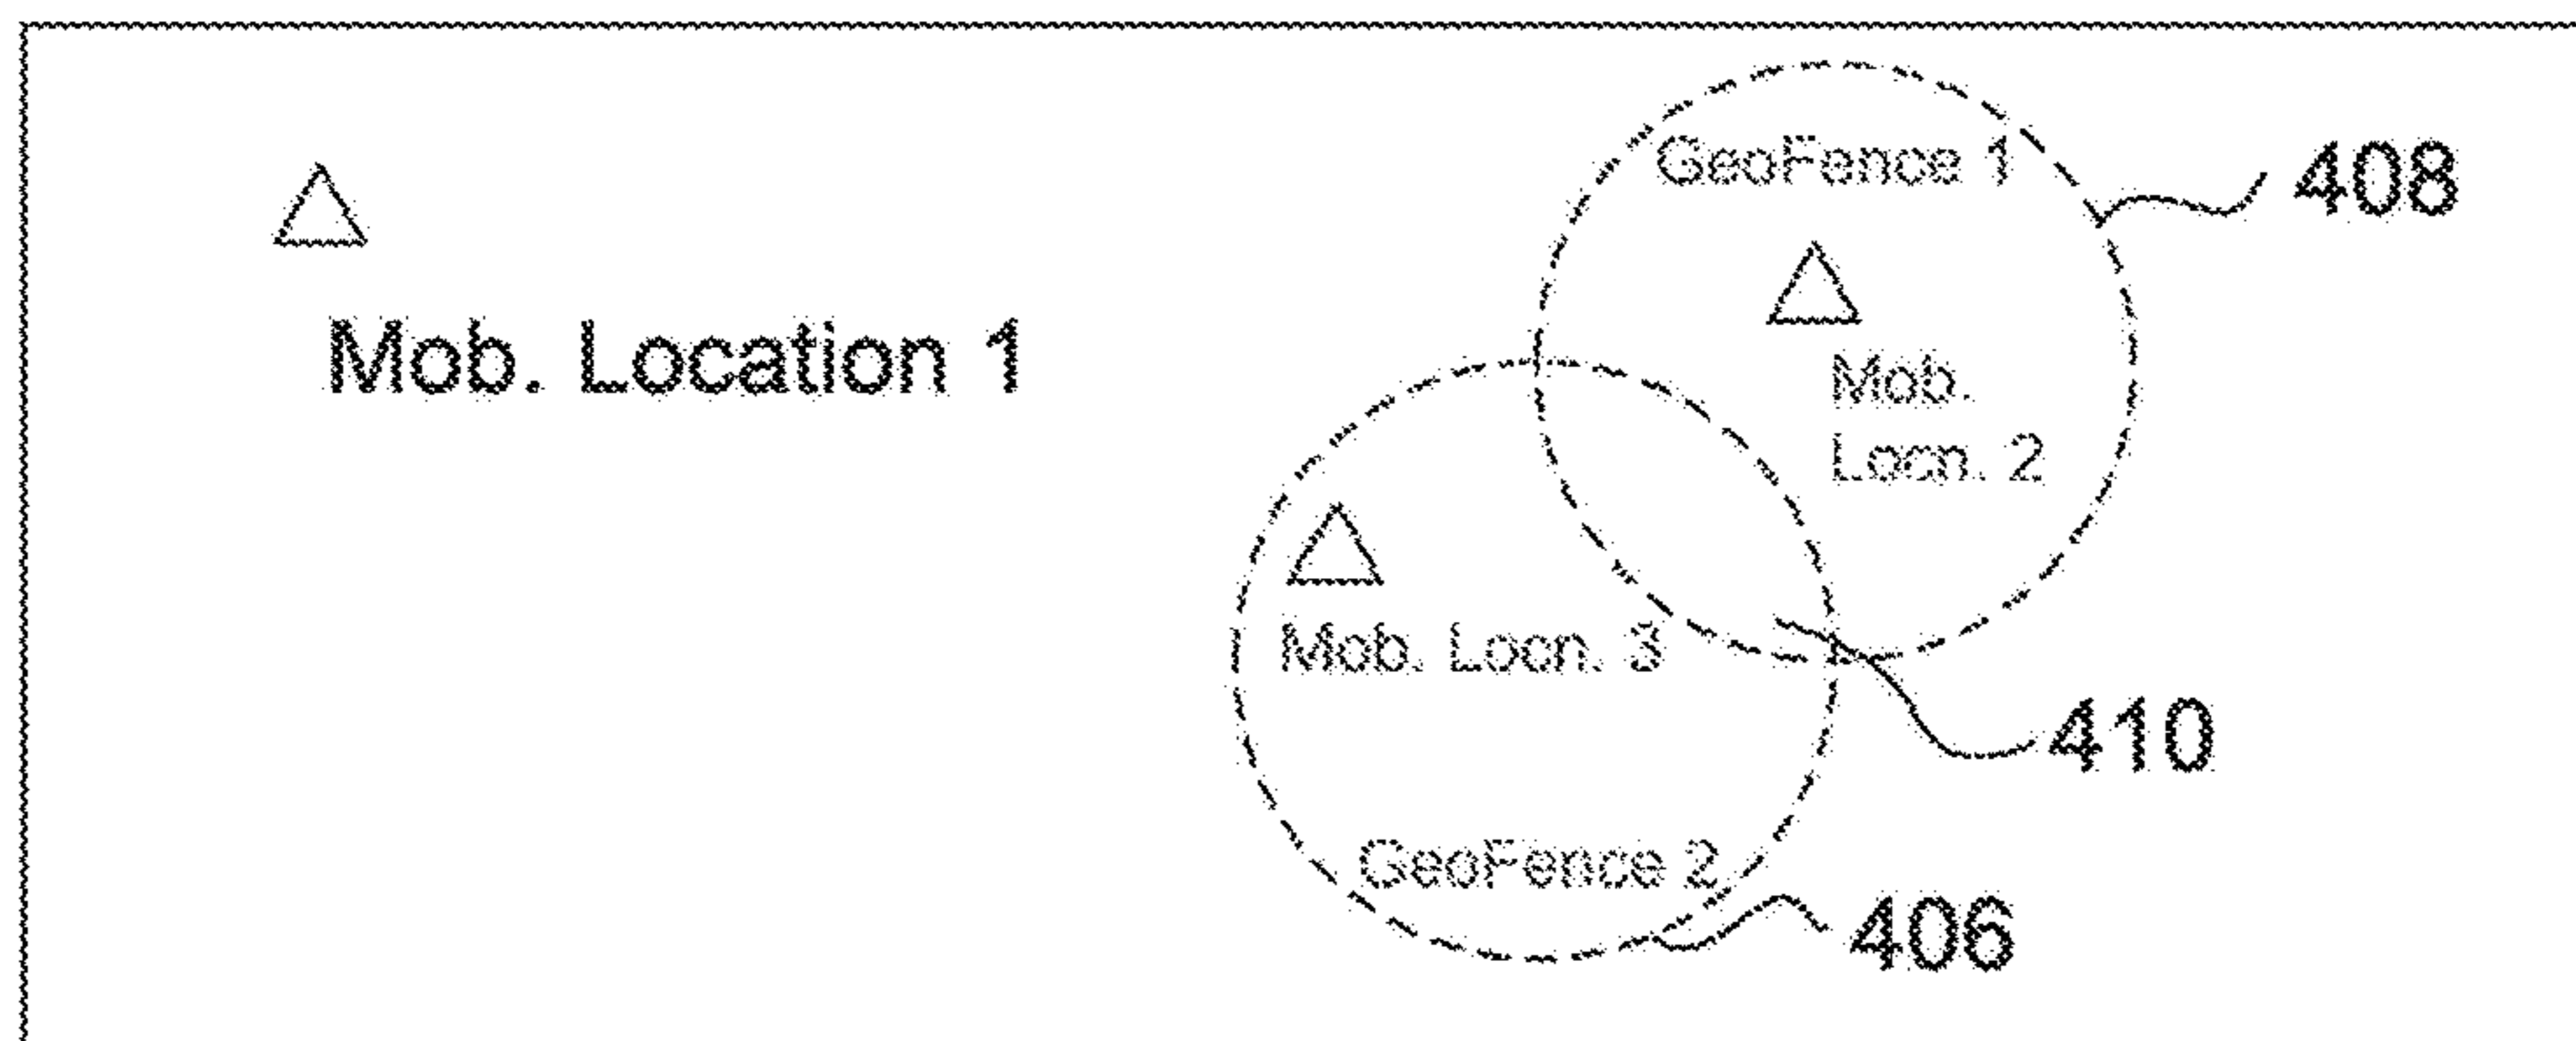 GeoFence 1
408
Mob. Location 1
Mob.
Locn. 2
Mob. Locn. 3
410
GeoFence 2
406